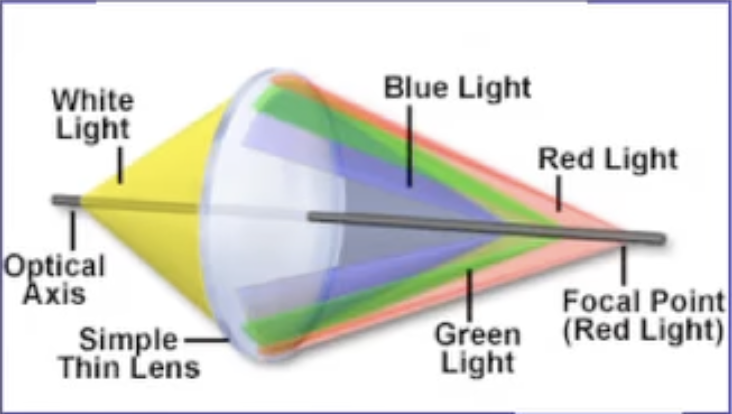 White
Light
Blue Light
Red Light
Optical
Axis
Simple
Thin Lens
Green
Light
Focal Point
(Red Light)